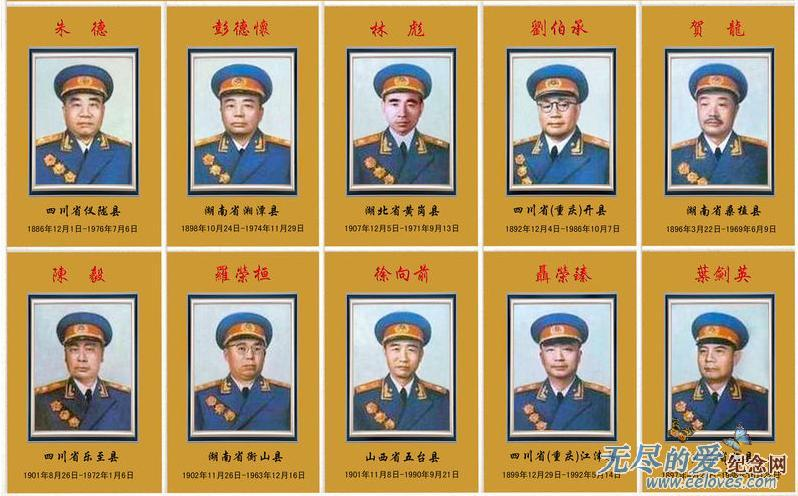 朱 德
彭德懷
林 彪
劉伯承
賀 龍
四川省仪陇县
湖南省湘潭县
湖北省黄岗县
四川省(重庆)开县
湖南省桑植县
1886年12月1日-1976年7月6日
1898年10月24日-1974年11月29日
1907年12月5日-1971年9月13日
1892年12月4日-1986年10月7日
1896年3月22日-1969年6月9日
陳 毅
羅榮桓
徐向前
聶榮臻
葉劍英
四川省乐至县
湖南省衡山县
山西省五台县
四川省(重庆)江津
1901年8月26日-1972年1月6日
1902年11月26日-1963年12月16日
1901年11月8日-1990年9月21日
1899年12月29日-1992年5月14日
无尽的爱
纪念网
www.celoves.com